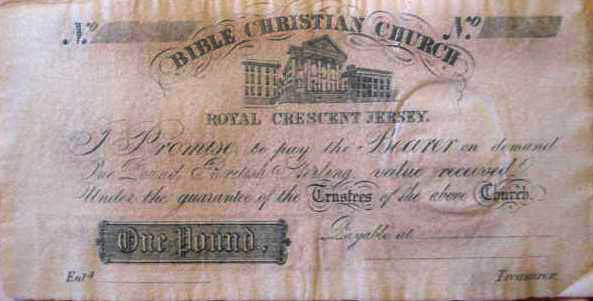 No. No.
BIBLE CHRISTIAN CHURCH
ROYAL CRESCENT JERSEY.
I Promise to pay the Bearer on demand
One Pound British Sterling value received
Under the guarantee of the Trustees of the above Church.
One Pound.
Payable at
Entd
Treasurer.